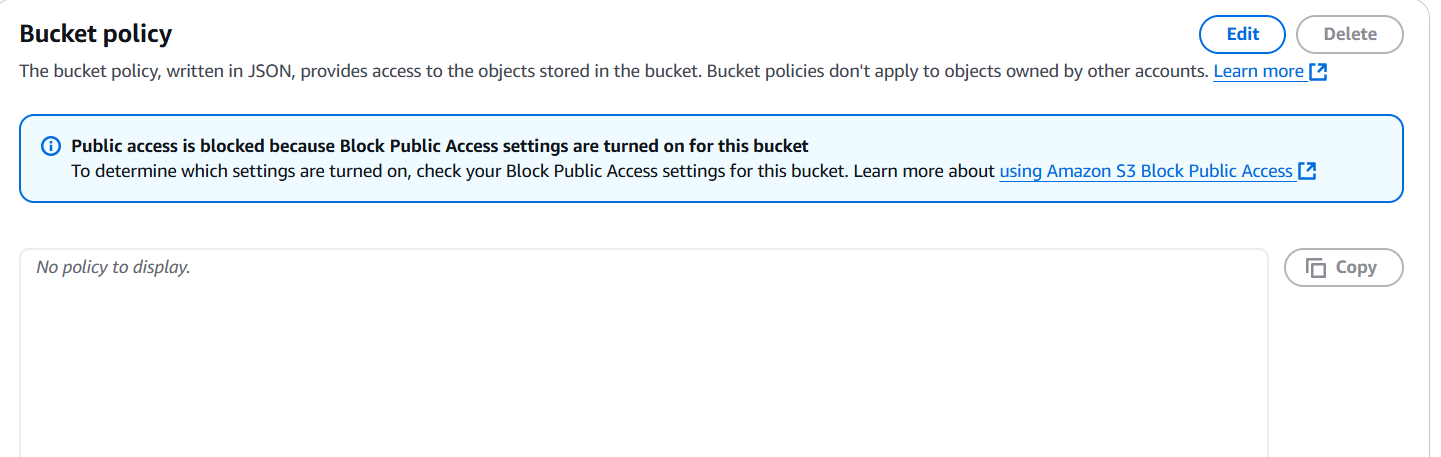 Bucket policy
Edit
Delete
The bucket policy, written in JSON, provides access to the objects stored in the bucket. Bucket policies don't apply to objects owned by other accounts. Learn more
Public access is blocked because Block Public Access settings are turned on for this bucket
To determine which settings are turned on, check your Block Public Access settings for this bucket. Learn more about using Amazon S3 Block Public Access
No policy to display.
Copy